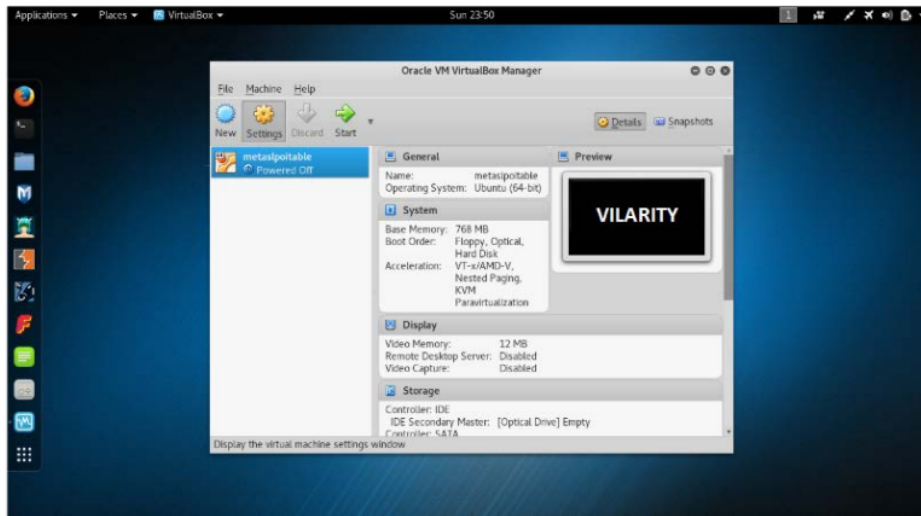 Applications ▾ Places ▾ VirtualBox ▾ Sun 23:50 1
Oracle VM VirtualBox Manager
File Machine Help
New Settings Discard Start Details Snapshots
metaslpoitable
Powered Off
General
Name: metaslpoitable
Operating System: Ubuntu (64-bit)
System
Base Memory: 768 MB
Boot Order: Floppy, Optical,
Hard Disk
Acceleration: VT-x/AMD-V,
Nested Paging,
KVM
Paravirtualization
Preview
VILARITY
Display
Video Memory: 12 MB
Remote Desktop Server: Disabled
Video Capture: Disabled
Storage
Controller: IDE
IDE Secondary Master: [Optical Drive] Empty
Controller: SATA
Display the virtual machine settings window